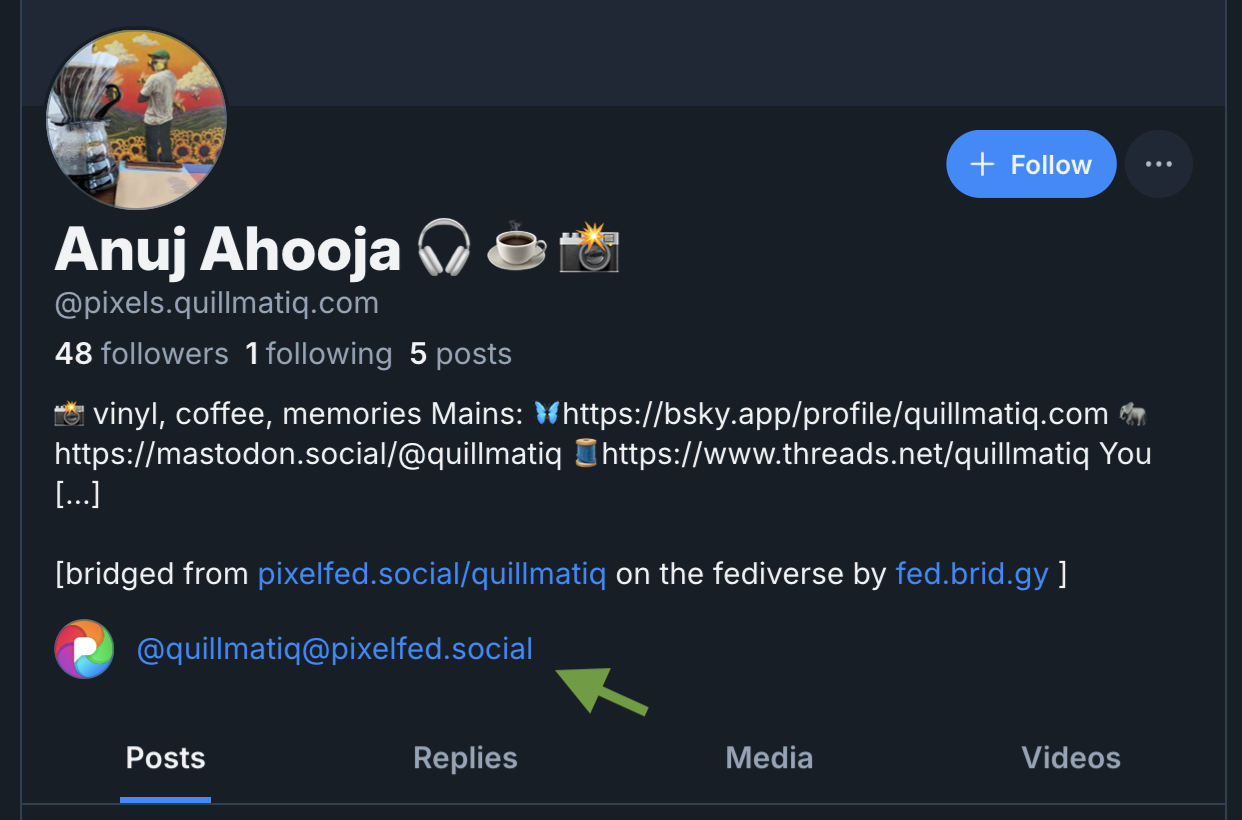 + Follow
Anuj Ahooja 🎧 ☕ 📸
@pixels.quillmatiq.com
48 followers 1 following 5 posts
📸 vinyl, coffee, memories Mains: 🦋https://bsky.app/profile/quillmatiq.com 🐘
https://mastodon.social/@quillmatiq 🧵https://www.threads.net/quillmatiq You
[...]
[bridged from pixelfed.social/quillmatiq on the fediverse by fed.brid.gy ]
@quillmatiq@pixelfed.social
Posts Replies Media Videos